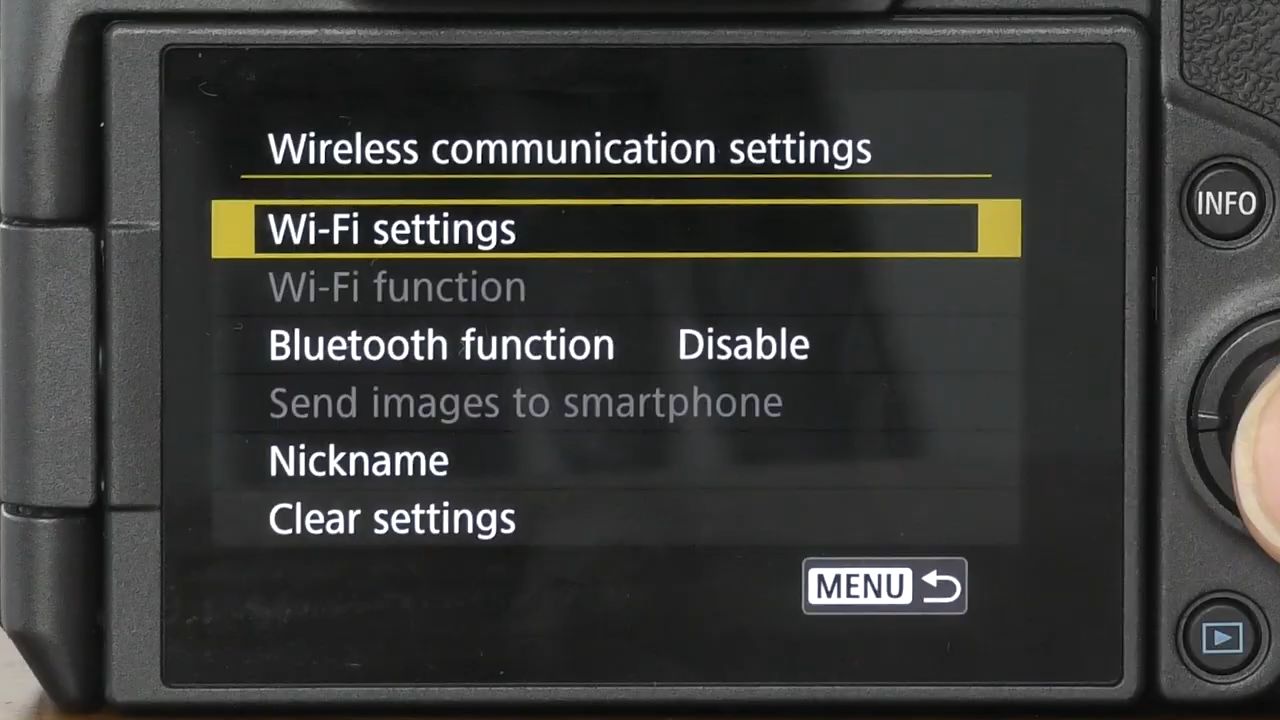 Wireless communication settings
Wi-Fi settings
Wi-Fi function
Bluetooth function Disable
Send images to smartphone
Nickname
Clear settings
MENU
INFO